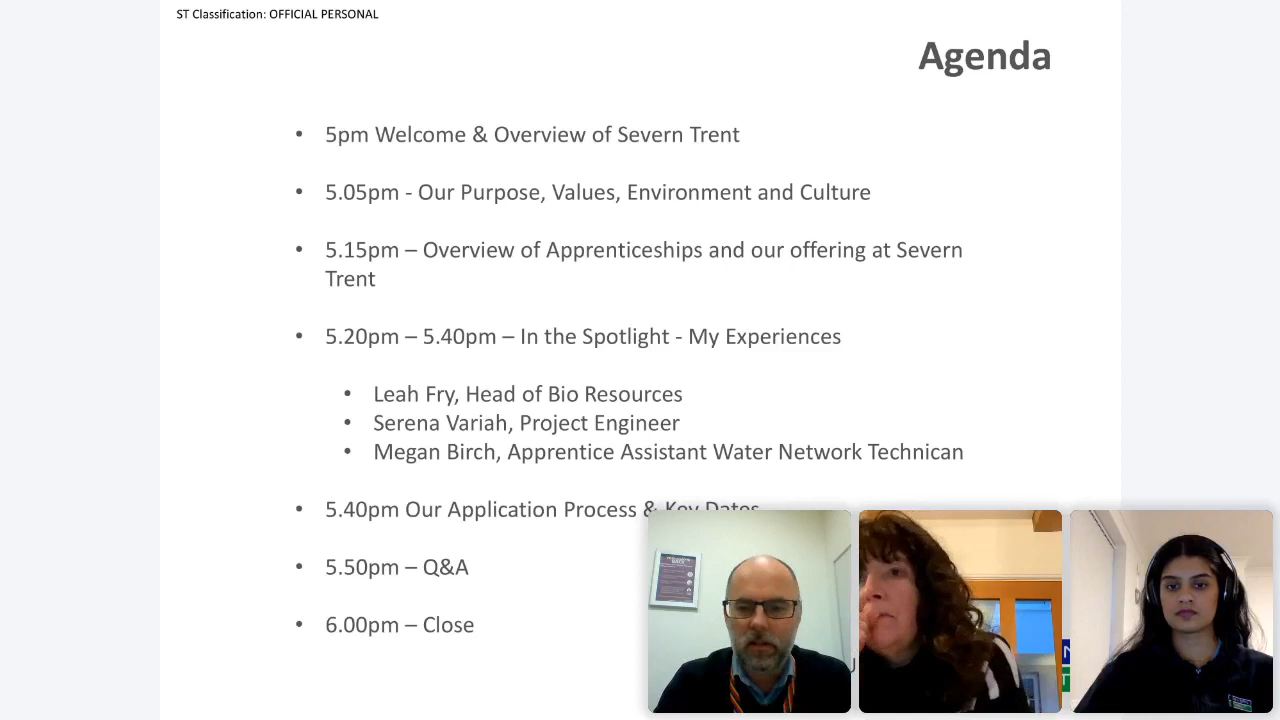 ST Classification: OFFICIAL PERSONAL
Agenda
• 5pm Welcome & Overview of Severn Trent
• 5.05pm - Our Purpose, Values, Environment and Culture
• 5.15pm – Overview of Apprenticeships and our offering at Severn
Trent
• 5.20pm – 5.40pm – In the Spotlight - My Experiences
• Leah Fry, Head of Bio Resources
• Serena Variah, Project Engineer
• Megan Birch, Apprentice Assistant Water Network Technican
• 5.40pm Our Application Process & Key Dates
• 5.50pm – Q&A
• 6.00pm – Close